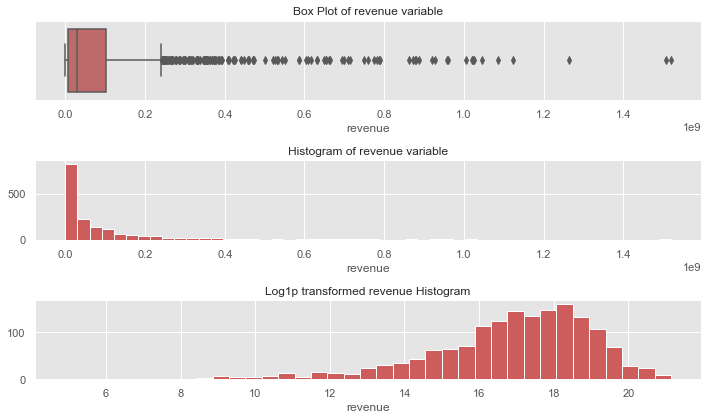 Box Plot of revenue variable
0.0 0.2 0.4 0.6 0.8 1.0 1.2 1.4
1e9
revenue
Histogram of revenue variable
500
0
0.0 0.2 0.4 0.6 0.8 1.0 1.2 1.4
1e9
revenue
Log1p transformed revenue Histogram
100
0
6 8 10 12 14 16 18 20
revenue